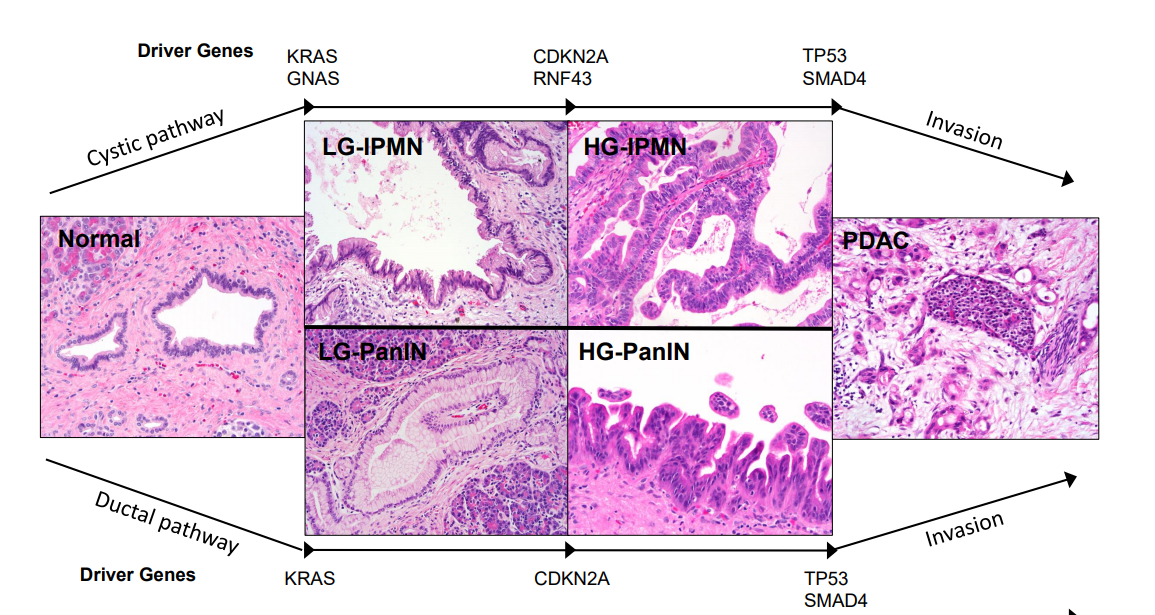 Driver Genes
KRAS
GNAS
CDKN2A
RNF43
TP53
SMAD4
Cystic pathway
Invasion
LG-IPMN
HG-IPMN
Normal
PDAC
LG-PanIN
HG-PanIN
Ductal pathway
Invasion
Driver Genes
KRAS
CDKN2A
TP53
SMAD4